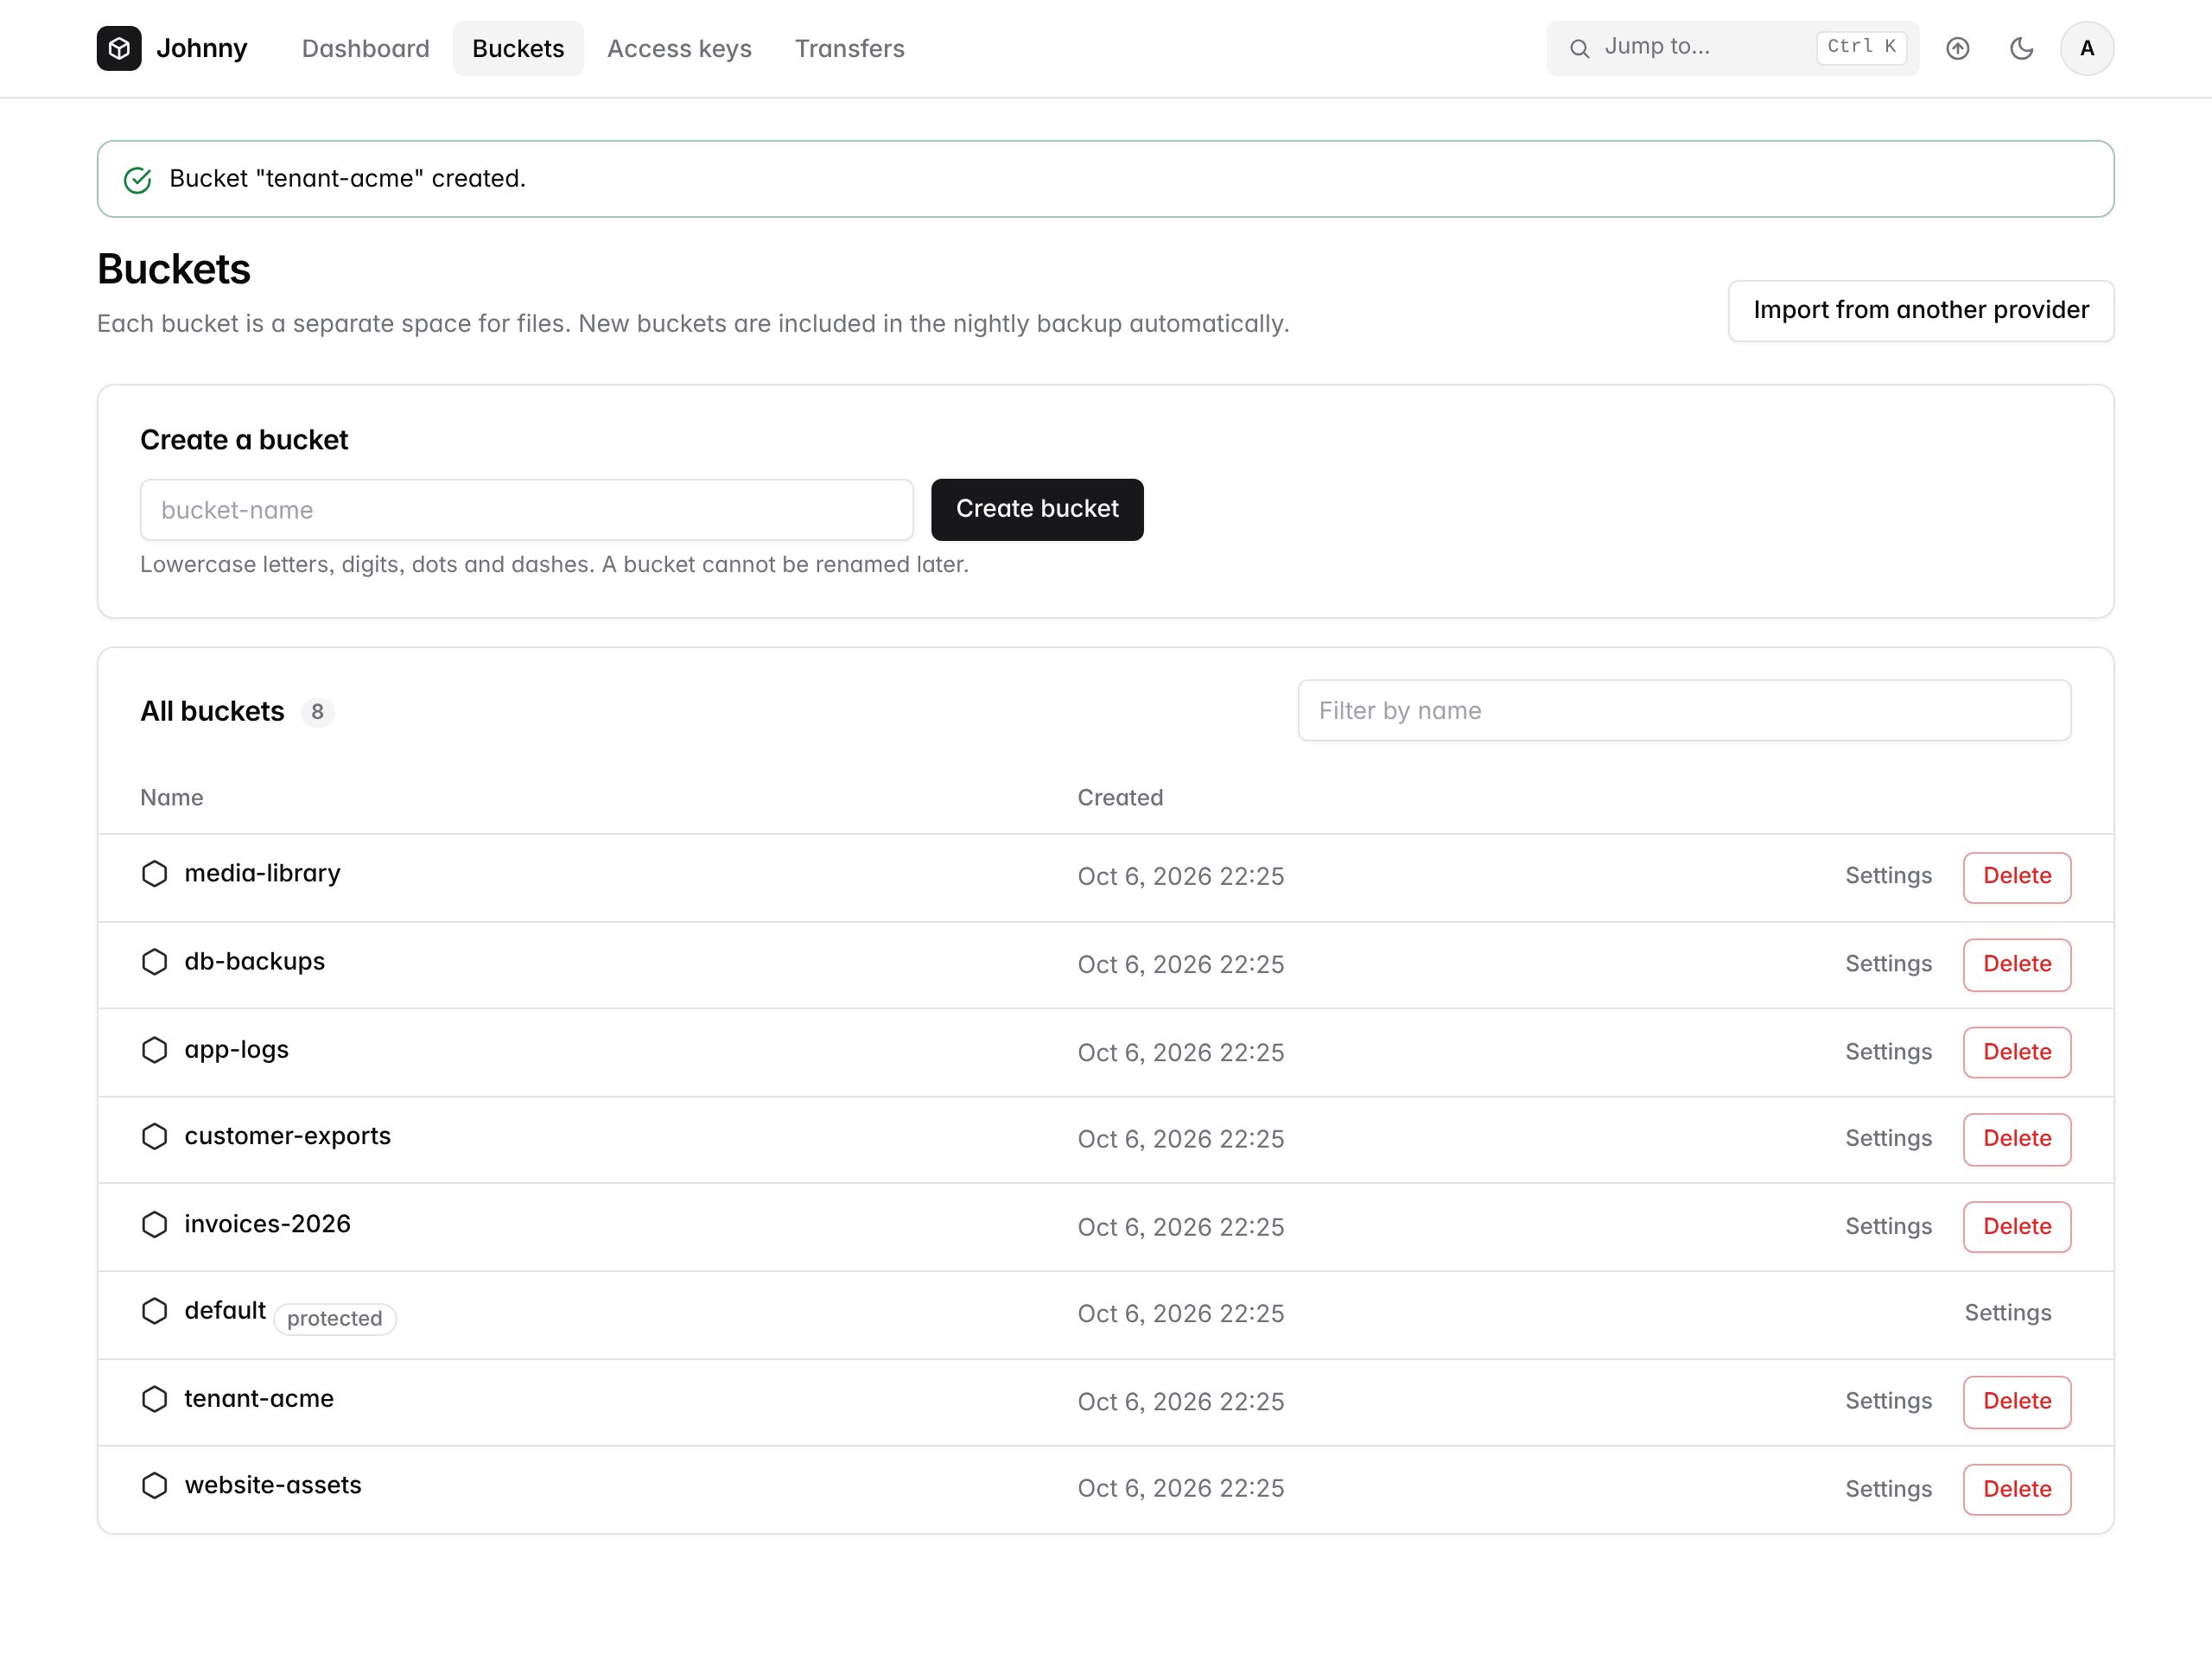 Johnny Dashboard Buckets Access keys Transfers Jump to... Ctrl K A
Bucket "tenant-acme" created.
Buckets
Each bucket is a separate space for files. New buckets are included in the nightly backup automatically.
Import from another provider
Create a bucket
bucket-name Create bucket
Lowercase letters, digits, dots and dashes. A bucket cannot be renamed later.
All buckets 8 Filter by name
Name Created
media-library Oct 6, 2026 22:25 Settings Delete
db-backups Oct 6, 2026 22:25 Settings Delete
app-logs Oct 6, 2026 22:25 Settings Delete
customer-exports Oct 6, 2026 22:25 Settings Delete
invoices-2026 Oct 6, 2026 22:25 Settings Delete
default protected Oct 6, 2026 22:25 Settings
tenant-acme Oct 6, 2026 22:25 Settings Delete
website-assets Oct 6, 2026 22:25 Settings Delete